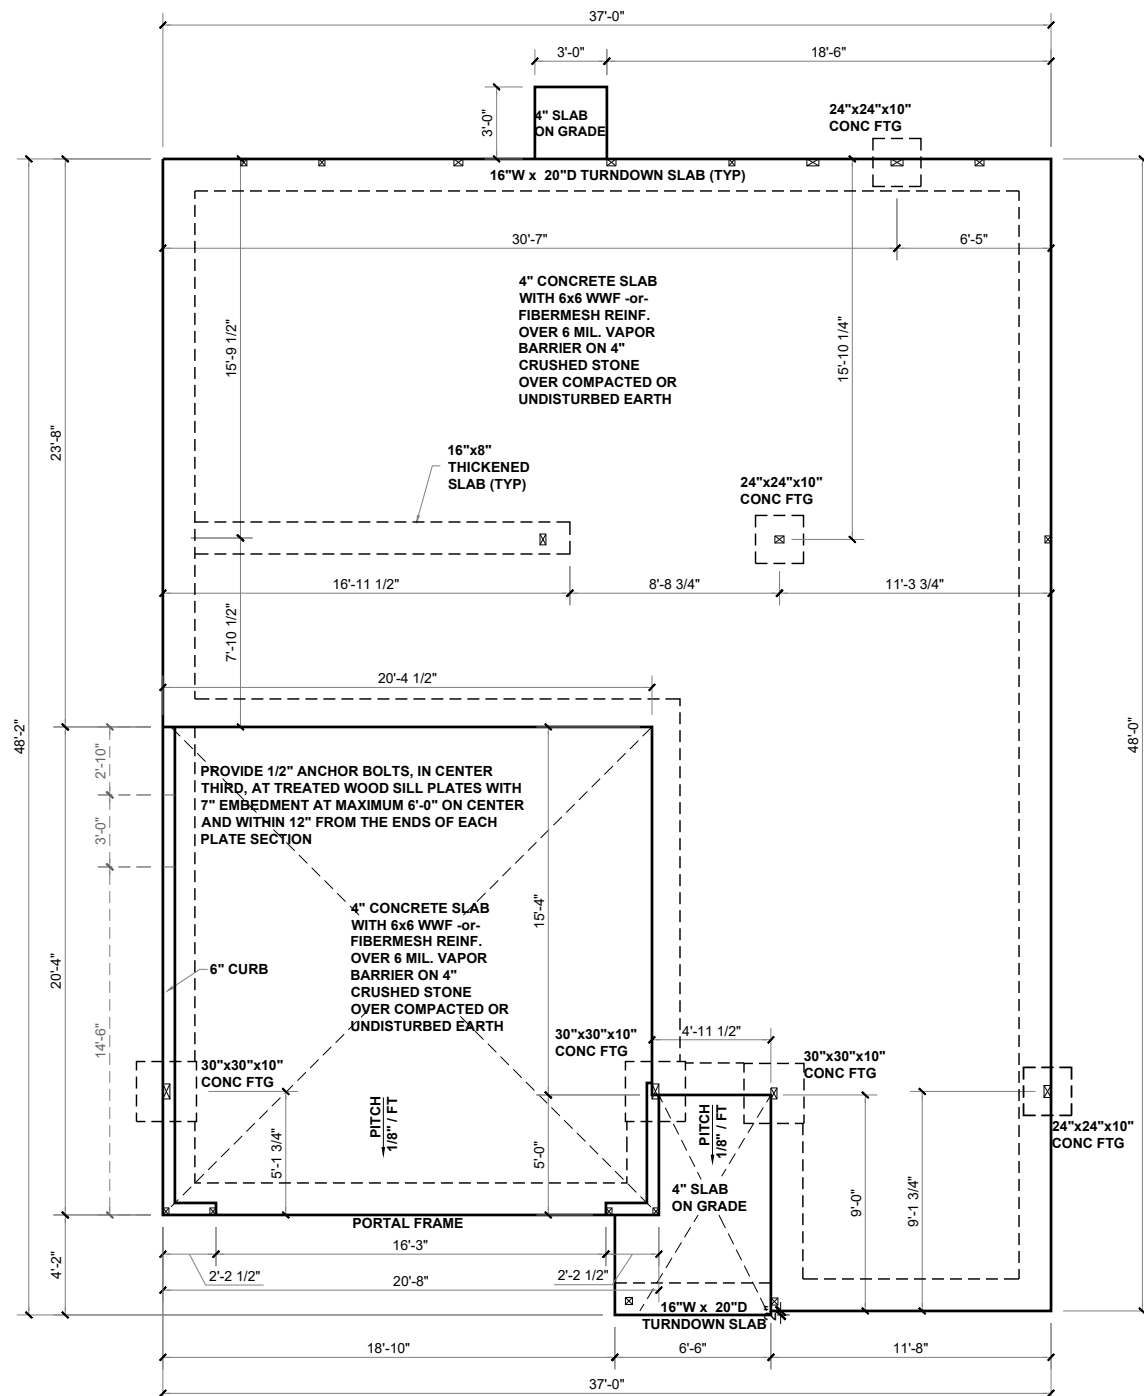 37'-0"
3'-0"
18'-6"
3'-0"
4" SLAB
ON GRADE
24"x24"x10"
CONC FTG
16"W x 20"D TURNDOWN SLAB (TYP)
30'-7"
6'-5"
4" CONCRETE SLAB
WITH 6x6 WWF -or-
FIBERMESH REINF.
OVER 6 MIL. VAPOR
BARRIER ON 4"
CRUSHED STONE
OVER COMPACTED OR
UNDISTURBED EARTH
15'-9 1/2"
15'-10 1/4"
23'-8"
16"x8"
THICKENED
SLAB (TYP)
24"x24"x10"
CONC FTG
16'-11 1/2"
8'-8 3/4"
11'-3 3/4"
7'-10 1/2"
20'-4 1/2"
48'-2"
48'-0"
2'-10"
PROVIDE 1/2" ANCHOR BOLTS, IN CENTER
THIRD, AT TREATED WOOD SILL PLATES WITH
7" EMBEDMENT AT MAXIMUM 6'-0" ON CENTER
AND WITHIN 12" FROM THE ENDS OF EACH
PLATE SECTION
3'-0"
15'-4"
4" CONCRETE SLAB
WITH 6x6 WWF -or-
FIBERMESH REINF.
OVER 6 MIL. VAPOR
BARRIER ON 4"
CRUSHED STONE
OVER COMPACTED OR
UNDISTURBED EARTH
6" CURB
20'-4"
14'-6"
30"x30"x10"
CONC FTG
30"x30"x10"
CONC FTG
4'-11 1/2"
30"x30"x10"
CONC FTG
24"x24"x10"
CONC FTG
PITCH
1/8" / FT
PITCH
1/8" / FT
5'-1 3/4"
5'-0"
4" SLAB
ON GRADE
9'-0"
9'-1 3/4"
PORTAL FRAME
16'-3"
2'-2 1/2"
2'-2 1/2"
20'-8"
4'-2"
16"W x 20"D
TURNDOWN SLAB
18'-10"
6'-6"
11'-8"
37'-0"